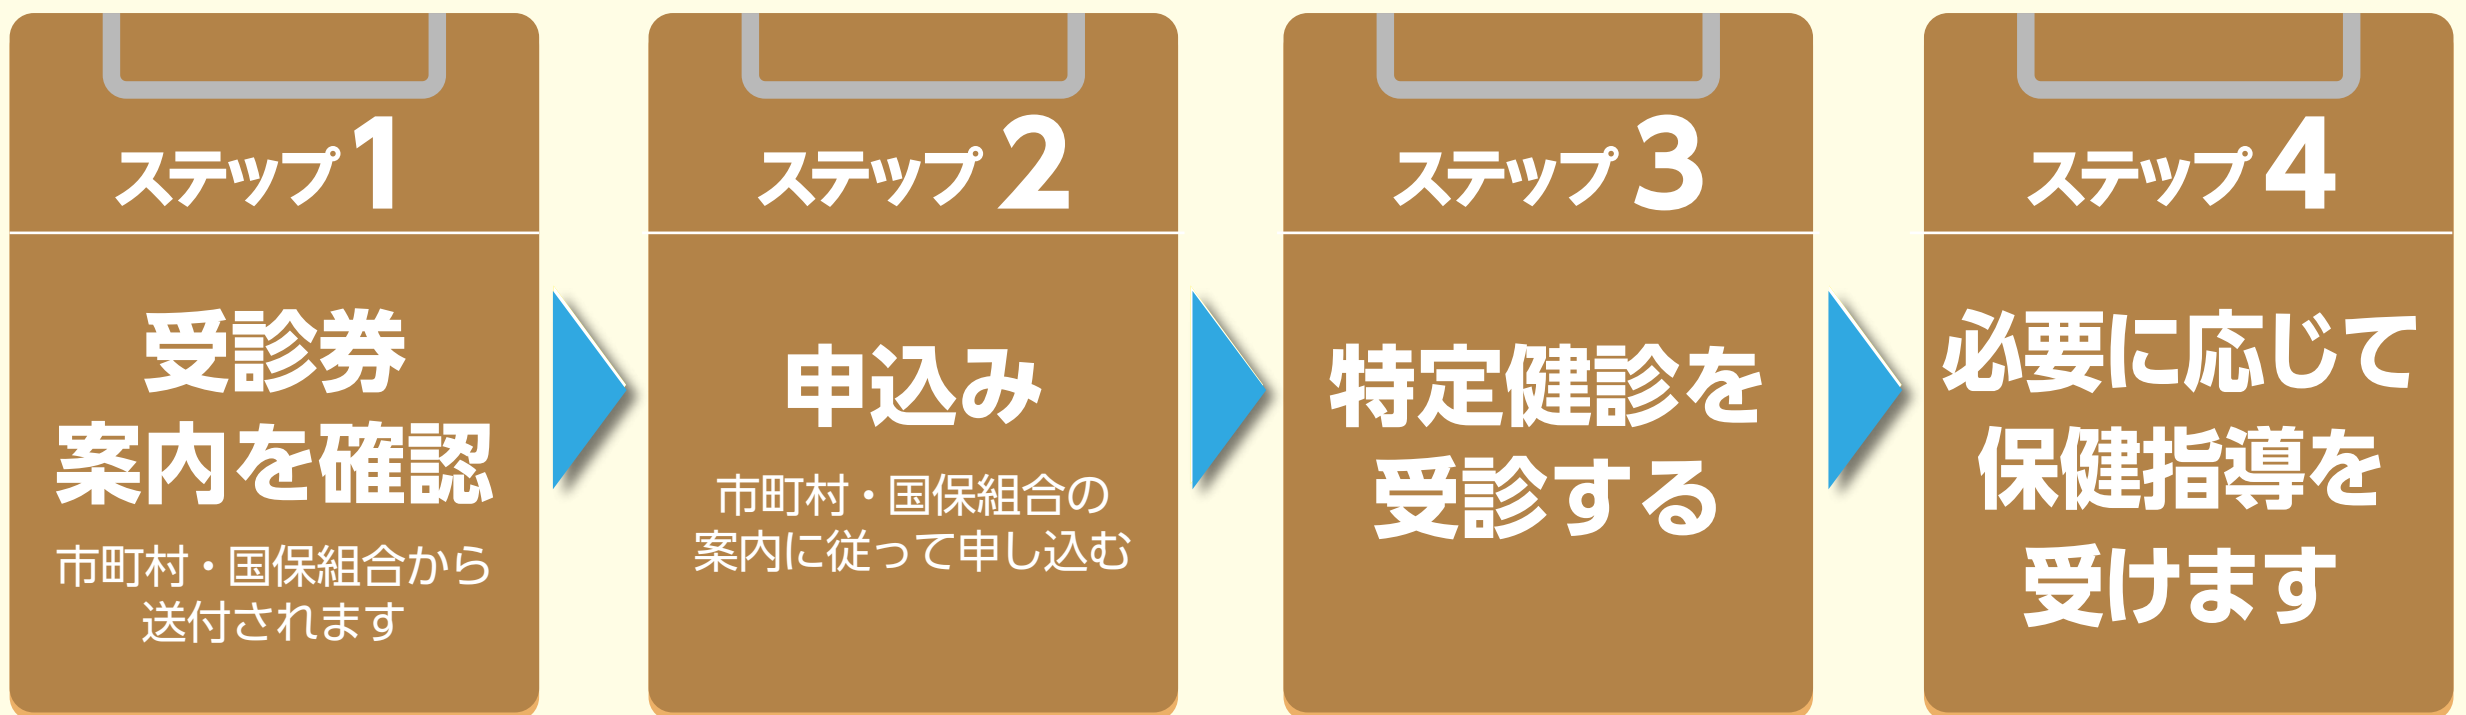 ステップ1
受診券
案内を確認
市町村・国保組合から
送付されます
ステップ2
申込み
市町村・国保組合の
案内に従って申し込む
ステップ3
特定健診を
受診する
ステップ4
必要に応じて
保健指導を
受けます